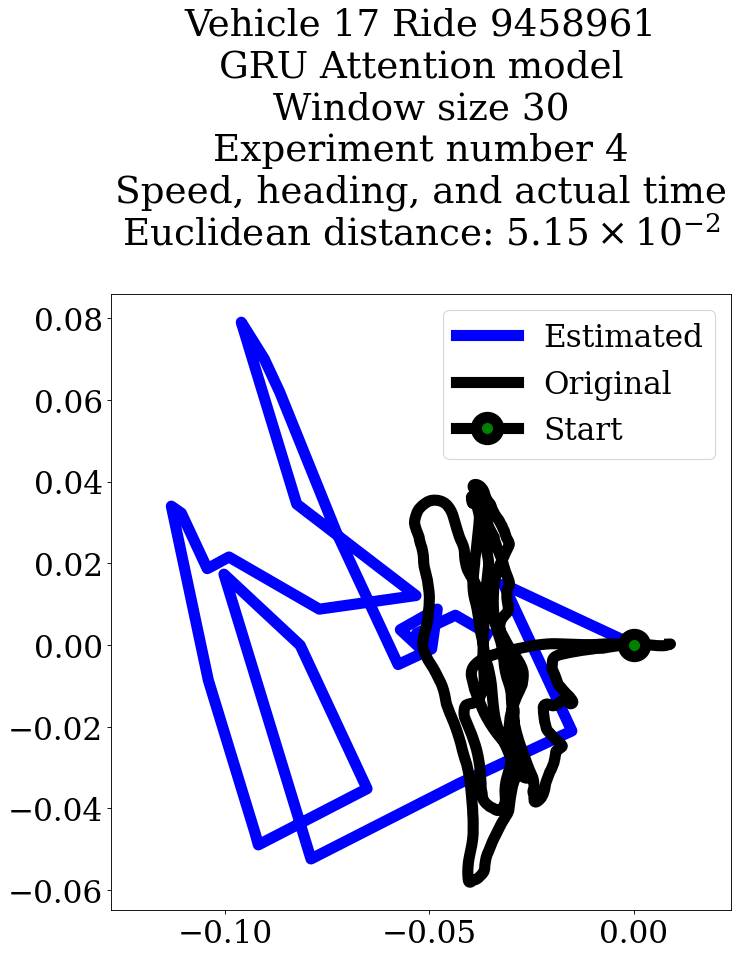 Vehicle 17 Ride 9458961
GRU Attention model
Window size 30
Experiment number 4
Speed, heading, and actual time
Euclidean distance: 5.15 × 10⁻²
Estimated
Original
Start
0.08
0.06
0.04
0.02
0.00
−0.02
−0.04
−0.06
−0.10
−0.05
0.00